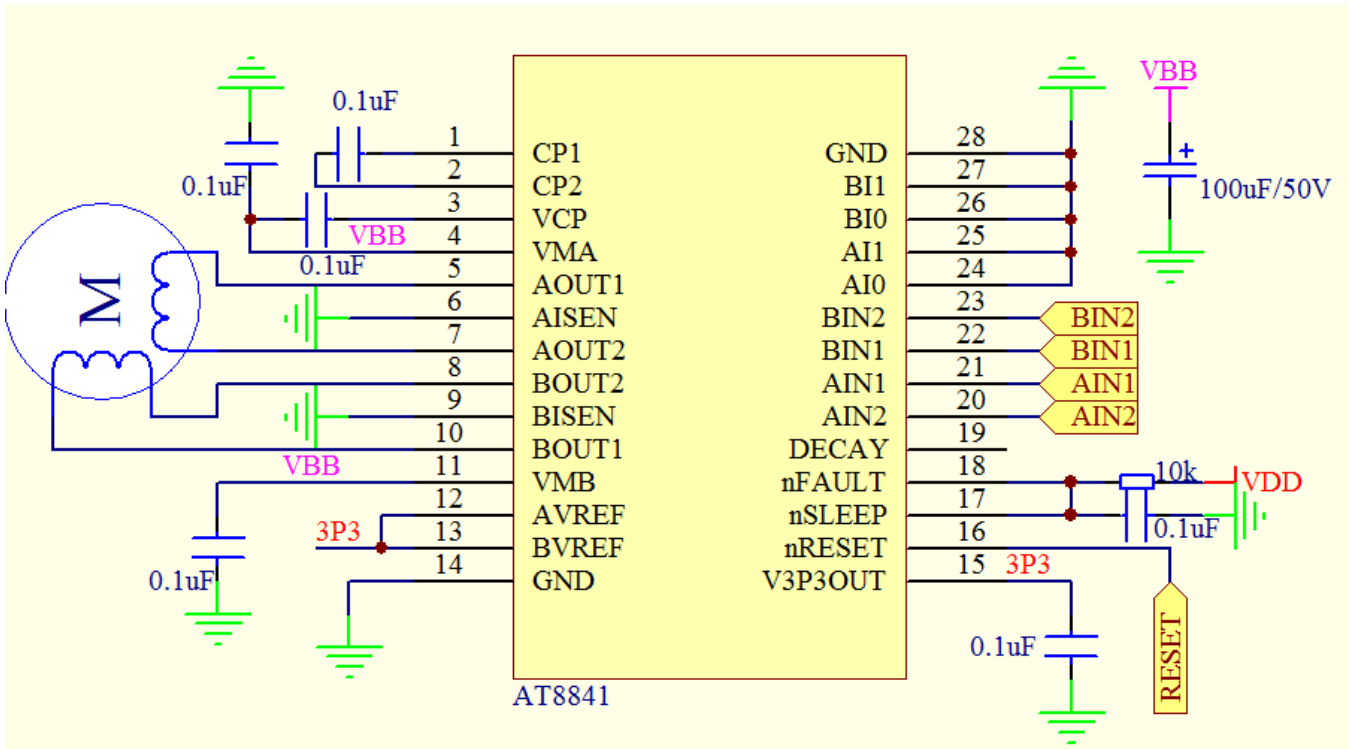 0.1uF
0.1uF
VBB
0.1uF
M
VBB
3P3
0.1uF
1 CP1
2 CP2
3 VCP
4 VMA
5 AOUT1
6 AISEN
7 AOUT2
8 BOUT2
9 BISEN
10 BOUT1
11 VMB
12 AVREF
13 BVREF
14 GND
GND 28
BI1 27
BI0 26
AI1 25
AI0 24
BIN2 23
BIN1 22
AIN1 21
AIN2 20
DECAY 19
nFAULT 18
nSLEEP 17
nRESET 16
V3P3OUT 15
AT8841
VBB
+
100uF/50V
BIN2
BIN1
AIN1
AIN2
10k
VDD
0.1uF
3P3
0.1uF
RESET